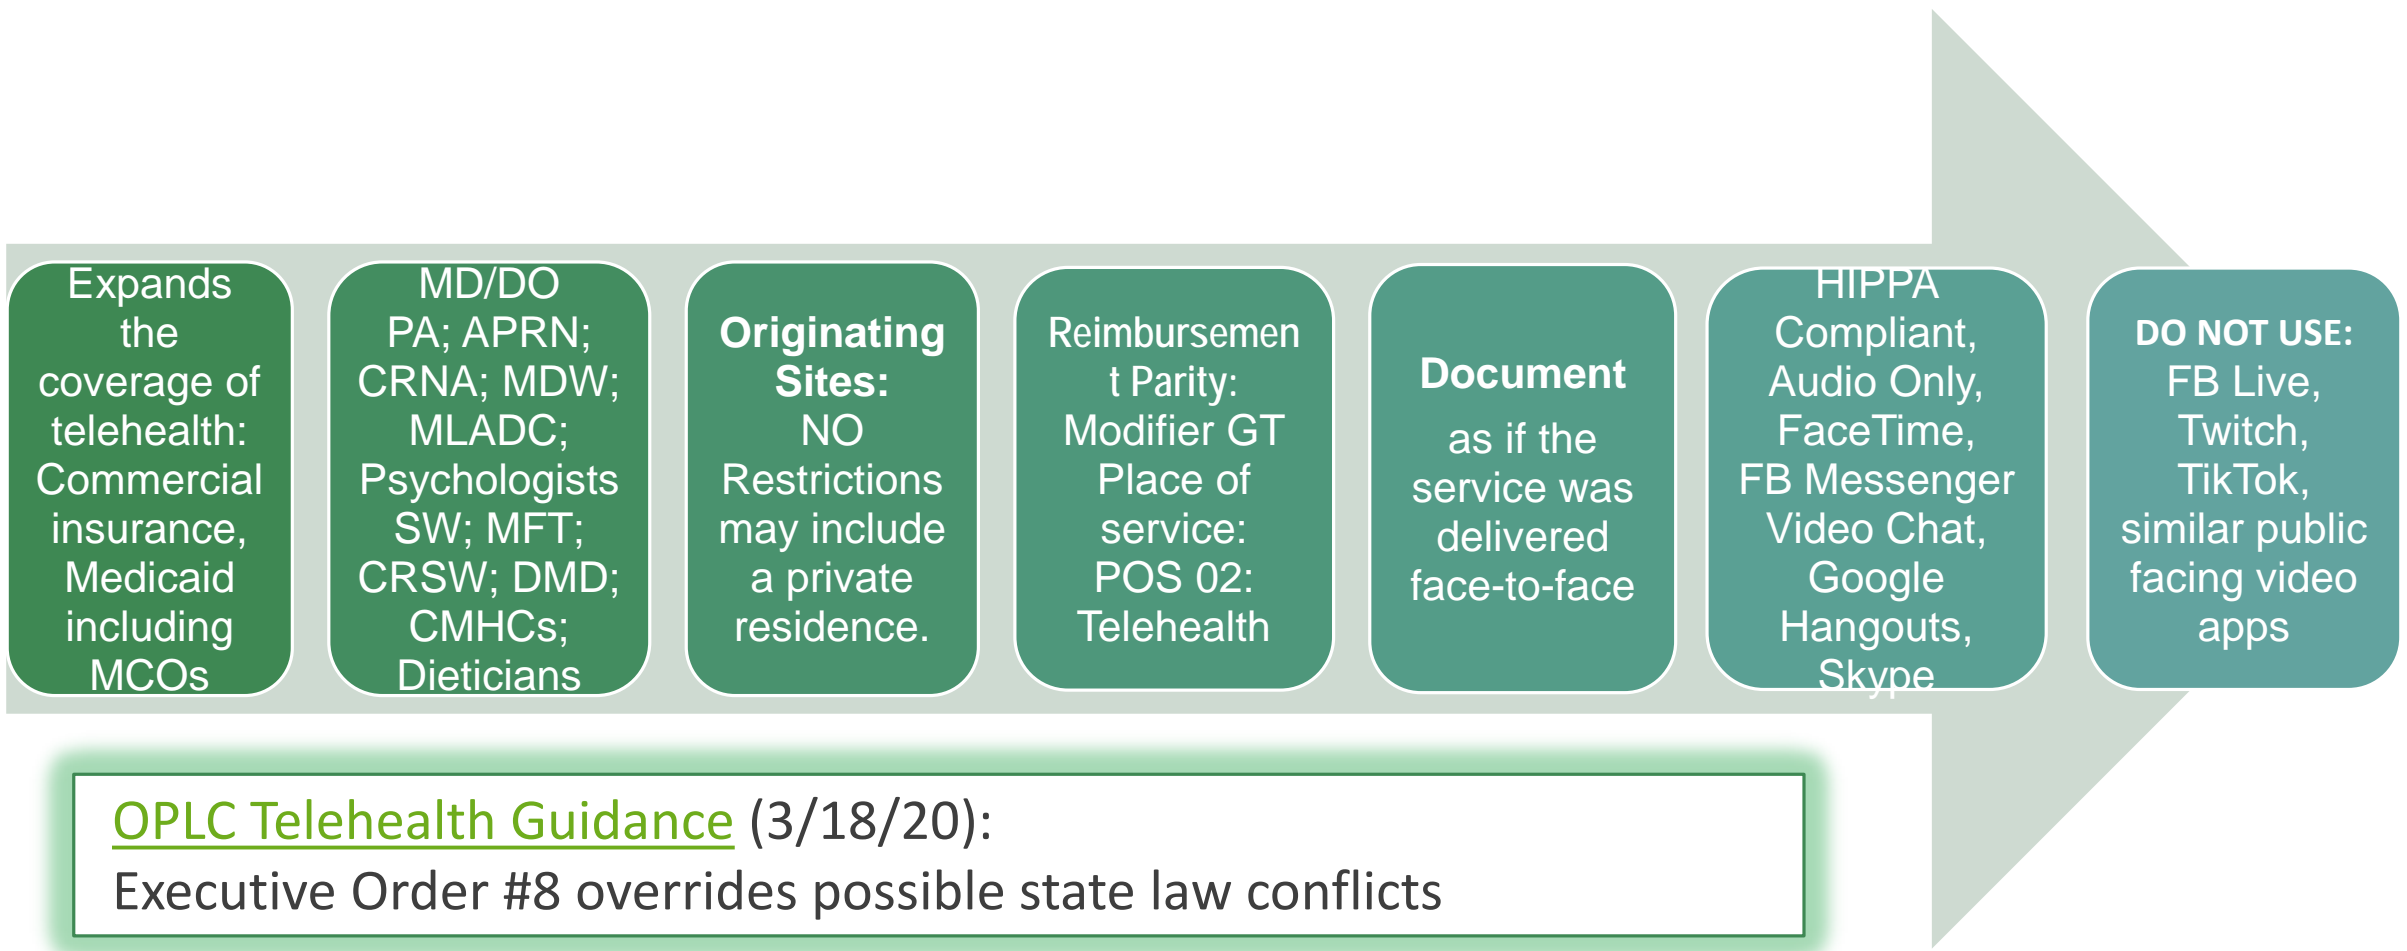 Expands
the
coverage of
telehealth:
Commercial
insurance,
Medicaid
including
MCOs
MD/DO
PA; APRN;
CRNA; MDW;
MLADC;
Psychologists
SW; MFT;
CRSW; DMD;
CMHCs;
Dieticians
Originating
Sites:
NO
Restrictions
may include
a private
residence.
Reimbursemen
t Parity:
Modifier GT
Place of
service:
POS 02:
Telehealth
Document
as if the
service was
delivered
face-to-face
HIPPA
Compliant,
Audio Only,
FaceTime,
FB Messenger
Video Chat,
Google
Hangouts,
Skype
DO NOT USE:
FB Live,
Twitch,
TikTok,
similar public
facing video
apps
OPLC Telehealth Guidance (3/18/20):
Executive Order #8 overrides possible state law conflicts